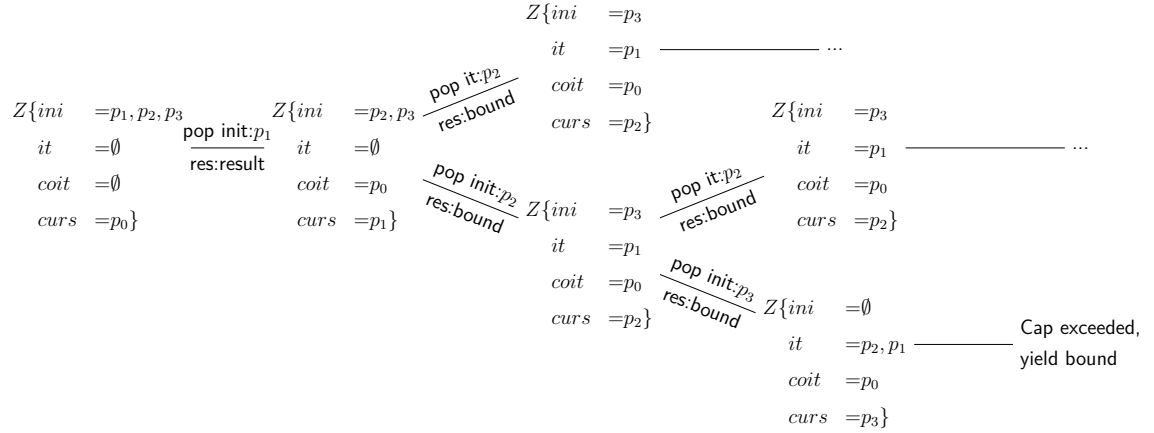 Z{ini =p₁, p₂, p₃
it =∅
coit =∅
curs =p₀}
pop init:p₁
res:result
Z{ini =p₂, p₃
it =∅
coit =p₀
curs =p₁}
pop it:p₂
res:bound
Z{ini =p₃
it =p₁
coit =p₀
curs =p₂}
...
pop init:p₂
res:bound
Z{ini =p₃
it =p₁
coit =p₀
curs =p₂}
pop it:p₂
res:bound
Z{ini =p₃
it =p₁
coit =p₀
curs =p₂}
...
pop init:p₃
res:bound
Z{ini =∅
it =p₂, p₁
coit =p₀
curs =p₃}
Cap exceeded,
yield bound